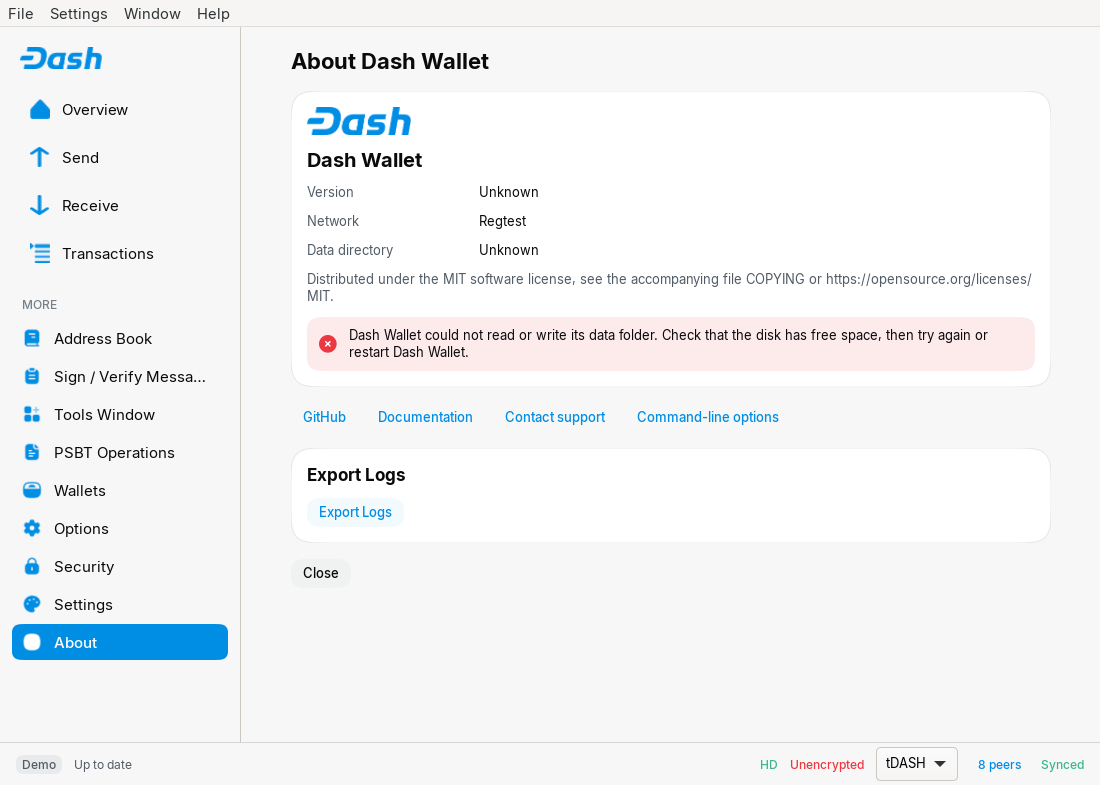 File Settings Window Help
Dash
Overview
Send
Receive
Transactions
MORE
Address Book
Sign / Verify Messa...
Tools Window
PSBT Operations
Wallets
Options
Security
Settings
About
About Dash Wallet
Dash
Dash Wallet
Version Unknown
Network Regtest
Data directory Unknown
Distributed under the MIT software license, see the accompanying file COPYING or https://opensource.org/licenses/
MIT.
Dash Wallet could not read or write its data folder. Check that the disk has free space, then try again or
restart Dash Wallet.
GitHub Documentation Contact support Command-line options
Export Logs
Export Logs
Close
Demo Up to date HD Unencrypted tDASH 8 peers Synced